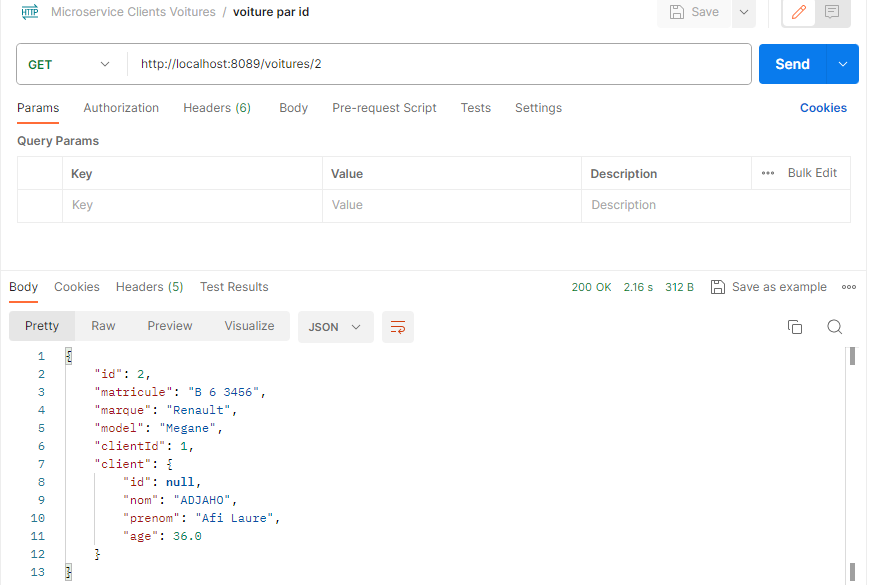 HTTP Microservice Clients Voitures / voiture par id Save
GET http://localhost:8089/voitures/2 Send
Params Authorization Headers (6) Body Pre-request Script Tests Settings Cookies
Query Params
Key Value Description Bulk Edit
Key Value Description
Body Cookies Headers (5) Test Results 200 OK 2.16 s 312 B Save as example
Pretty Raw Preview Visualize JSON
1 {
2 "id": 2,
3 "matricule": "B 6 3456",
4 "marque": "Renault",
5 "model": "Megane",
6 "clientId": 1,
7 "client": {
8 "id": null,
9 "nom": "ADJAHO",
10 "prenom": "Afi Laure",
11 "age": 36.0
12 }
13 }